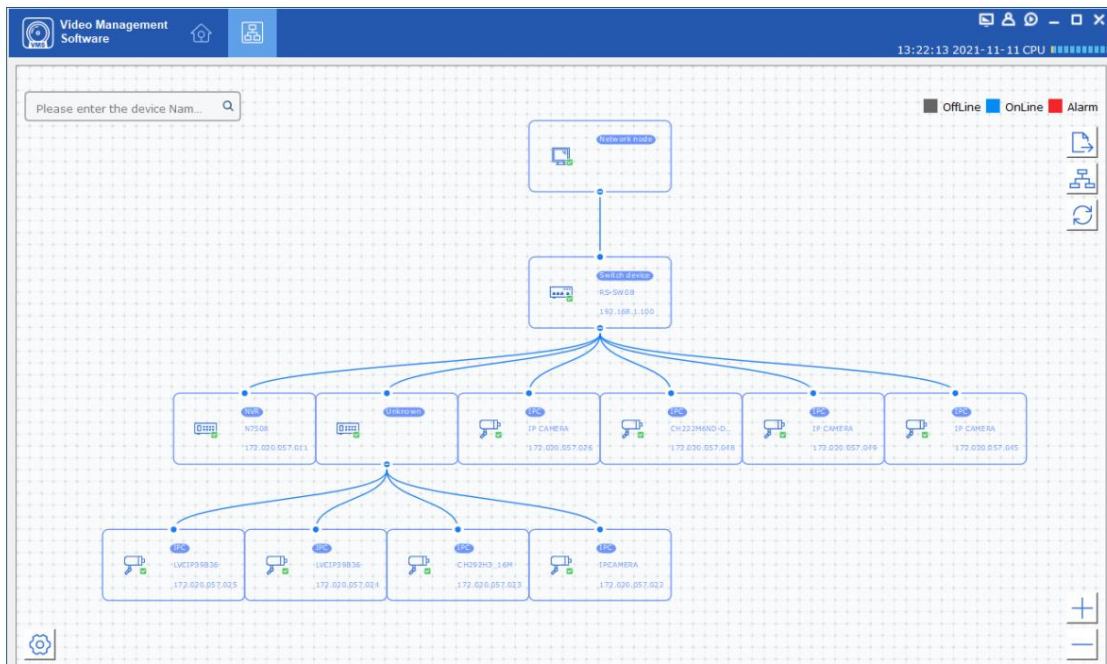 Video Management
Software
VMS
13:22:13 2021-11-11 CPU
Please enter the device Nam...
OffLine OnLine Alarm
Network node
Switch device
RS-SW08
192.168.1.100
NVR Unknown IPC IPC IPC IPC
N7508 IP CAMERA CH222M6ND-D... IP CAMERA IP CAMERA
172.020.057.011 172.020.057.026 172.020.057.048 172.020.057.049 172.020.057.045
IPC IPC IPC IPC
LVCIP39B36 LVCIP39B36 CH292H3_16M IPCAMERA
172.020.057.025 172.020.057.024 172.020.057.023 172.020.057.022